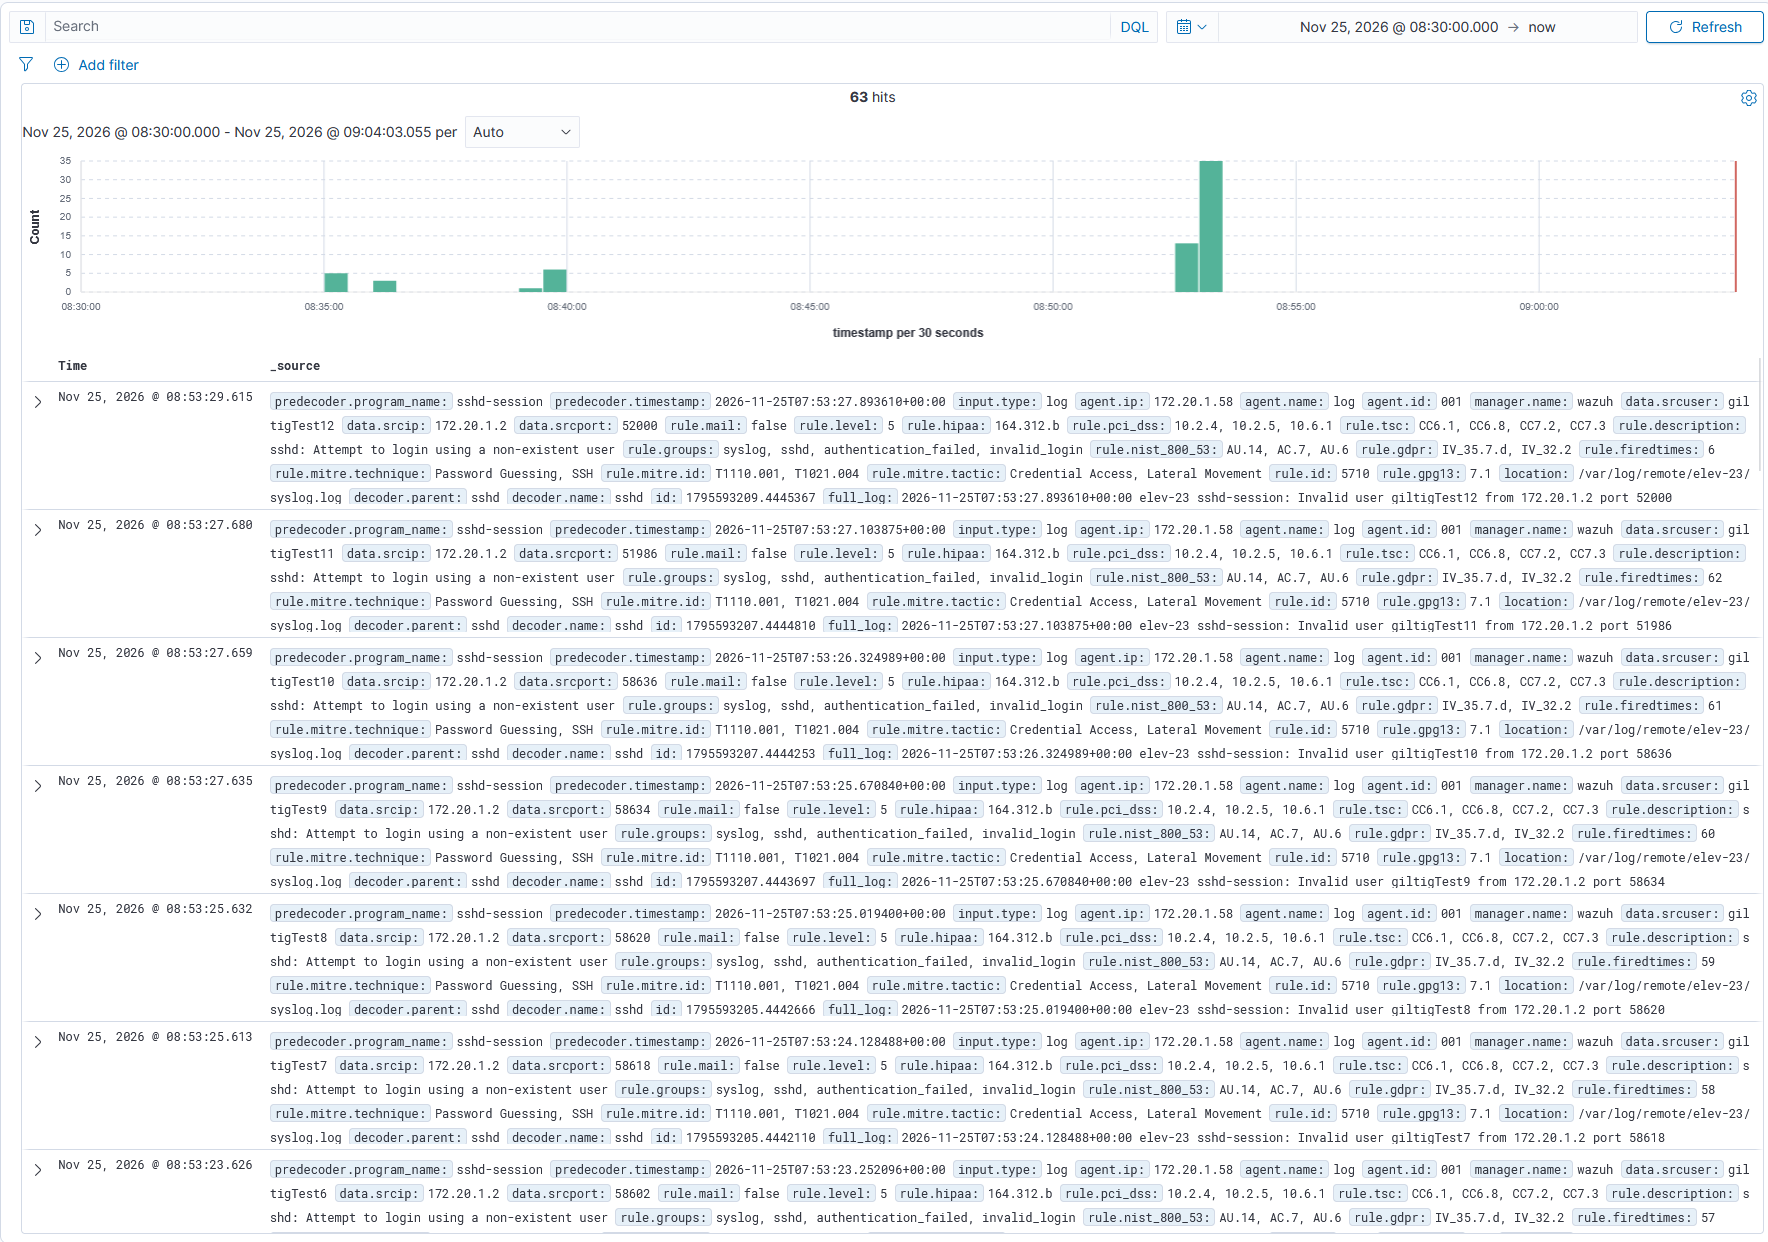 Search DQL Nov 25, 2026 @ 08:30:00.000 → now Refresh
Add filter
63 hits
Nov 25, 2026 @ 08:30:00.000 - Nov 25, 2026 @ 09:04:03.055 per Auto
35
30
25
20
15
10
5
0
Count
08:30:00 08:35:00 08:40:00 08:45:00 08:50:00 08:55:00 09:00:00
timestamp per 30 seconds
Time _source
Nov 25, 2026 @ 08:53:29.615 predecoder.program_name: sshd-session predecoder.timestamp: 2026-11-25T07:53:27.893610+00:00 input.type: log agent.ip: 172.20.1.58 agent.name: log agent.id: 001 manager.name: wazuh data.srcuser: gil
tigTest12 data.srcip: 172.20.1.2 data.srcport: 52000 rule.mail: false rule.level: 5 rule.hipaa: 164.312.b rule.pci_dss: 10.2.4, 10.2.5, 10.6.1 rule.tsc: CC6.1, CC6.8, CC7.2, CC7.3 rule.description:
sshd: Attempt to login using a non-existent user rule.groups: syslog, sshd, authentication_failed, invalid_login rule.nist_800_53: AU.14, AC.7, AU.6 rule.gdpr: IV_35.7.d, IV_32.2 rule.firedtimes: 6
rule.mitre.technique: Password Guessing, SSH rule.mitre.id: T1110.001, T1021.004 rule.mitre.tactic: Credential Access, Lateral Movement rule.id: 5710 rule.gpg13: 7.1 location: /var/log/remote/elev-23/
syslog.log decoder.parent: sshd decoder.name: sshd id: 1795593209.4445367 full_log: 2026-11-25T07:53:27.893610+00:00 elev-23 sshd-session: Invalid user giltigTest12 from 172.20.1.2 port 52000
Nov 25, 2026 @ 08:53:27.680 predecoder.program_name: sshd-session predecoder.timestamp: 2026-11-25T07:53:27.103875+00:00 input.type: log agent.ip: 172.20.1.58 agent.name: log agent.id: 001 manager.name: wazuh data.srcuser: gil
tigTest11 data.srcip: 172.20.1.2 data.srcport: 51986 rule.mail: false rule.level: 5 rule.hipaa: 164.312.b rule.pci_dss: 10.2.4, 10.2.5, 10.6.1 rule.tsc: CC6.1, CC6.8, CC7.2, CC7.3 rule.description:
sshd: Attempt to login using a non-existent user rule.groups: syslog, sshd, authentication_failed, invalid_login rule.nist_800_53: AU.14, AC.7, AU.6 rule.gdpr: IV_35.7.d, IV_32.2 rule.firedtimes: 62
rule.mitre.technique: Password Guessing, SSH rule.mitre.id: T1110.001, T1021.004 rule.mitre.tactic: Credential Access, Lateral Movement rule.id: 5710 rule.gpg13: 7.1 location: /var/log/remote/elev-23/
syslog.log decoder.parent: sshd decoder.name: sshd id: 1795593207.4444810 full_log: 2026-11-25T07:53:27.103875+00:00 elev-23 sshd-session: Invalid user giltigTest11 from 172.20.1.2 port 51986
Nov 25, 2026 @ 08:53:27.659 predecoder.program_name: sshd-session predecoder.timestamp: 2026-11-25T07:53:26.324989+00:00 input.type: log agent.ip: 172.20.1.58 agent.name: log agent.id: 001 manager.name: wazuh data.srcuser: gil
tigTest10 data.srcip: 172.20.1.2 data.srcport: 58636 rule.mail: false rule.level: 5 rule.hipaa: 164.312.b rule.pci_dss: 10.2.4, 10.2.5, 10.6.1 rule.tsc: CC6.1, CC6.8, CC7.2, CC7.3 rule.description:
sshd: Attempt to login using a non-existent user rule.groups: syslog, sshd, authentication_failed, invalid_login rule.nist_800_53: AU.14, AC.7, AU.6 rule.gdpr: IV_35.7.d, IV_32.2 rule.firedtimes: 61
rule.mitre.technique: Password Guessing, SSH rule.mitre.id: T1110.001, T1021.004 rule.mitre.tactic: Credential Access, Lateral Movement rule.id: 5710 rule.gpg13: 7.1 location: /var/log/remote/elev-23/
syslog.log decoder.parent: sshd decoder.name: sshd id: 1795593207.4444253 full_log: 2026-11-25T07:53:26.324989+00:00 elev-23 sshd-session: Invalid user giltigTest10 from 172.20.1.2 port 58636
Nov 25, 2026 @ 08:53:27.635 predecoder.program_name: sshd-session predecoder.timestamp: 2026-11-25T07:53:25.670840+00:00 input.type: log agent.ip: 172.20.1.58 agent.name: log agent.id: 001 manager.name: wazuh data.srcuser: gil
tigTest9 data.srcip: 172.20.1.2 data.srcport: 58634 rule.mail: false rule.level: 5 rule.hipaa: 164.312.b rule.pci_dss: 10.2.4, 10.2.5, 10.6.1 rule.tsc: CC6.1, CC6.8, CC7.2, CC7.3 rule.description: s
shd: Attempt to login using a non-existent user rule.groups: syslog, sshd, authentication_failed, invalid_login rule.nist_800_53: AU.14, AC.7, AU.6 rule.gdpr: IV_35.7.d, IV_32.2 rule.firedtimes: 60
rule.mitre.technique: Password Guessing, SSH rule.mitre.id: T1110.001, T1021.004 rule.mitre.tactic: Credential Access, Lateral Movement rule.id: 5710 rule.gpg13: 7.1 location: /var/log/remote/elev-23/
syslog.log decoder.parent: sshd decoder.name: sshd id: 1795593207.4443697 full_log: 2026-11-25T07:53:25.670840+00:00 elev-23 sshd-session: Invalid user giltigTest9 from 172.20.1.2 port 58634
Nov 25, 2026 @ 08:53:25.632 predecoder.program_name: sshd-session predecoder.timestamp: 2026-11-25T07:53:25.019400+00:00 input.type: log agent.ip: 172.20.1.58 agent.name: log agent.id: 001 manager.name: wazuh data.srcuser: gil
tigTest8 data.srcip: 172.20.1.2 data.srcport: 58620 rule.mail: false rule.level: 5 rule.hipaa: 164.312.b rule.pci_dss: 10.2.4, 10.2.5, 10.6.1 rule.tsc: CC6.1, CC6.8, CC7.2, CC7.3 rule.description: s
shd: Attempt to login using a non-existent user rule.groups: syslog, sshd, authentication_failed, invalid_login rule.nist_800_53: AU.14, AC.7, AU.6 rule.gdpr: IV_35.7.d, IV_32.2 rule.firedtimes: 59
rule.mitre.technique: Password Guessing, SSH rule.mitre.id: T1110.001, T1021.004 rule.mitre.tactic: Credential Access, Lateral Movement rule.id: 5710 rule.gpg13: 7.1 location: /var/log/remote/elev-23/
syslog.log decoder.parent: sshd decoder.name: sshd id: 1795593205.4442666 full_log: 2026-11-25T07:53:25.019400+00:00 elev-23 sshd-session: Invalid user giltigTest8 from 172.20.1.2 port 58620
Nov 25, 2026 @ 08:53:25.613 predecoder.program_name: sshd-session predecoder.timestamp: 2026-11-25T07:53:24.128488+00:00 input.type: log agent.ip: 172.20.1.58 agent.name: log agent.id: 001 manager.name: wazuh data.srcuser: gil
tigTest7 data.srcip: 172.20.1.2 data.srcport: 58618 rule.mail: false rule.level: 5 rule.hipaa: 164.312.b rule.pci_dss: 10.2.4, 10.2.5, 10.6.1 rule.tsc: CC6.1, CC6.8, CC7.2, CC7.3 rule.description: s
shd: Attempt to login using a non-existent user rule.groups: syslog, sshd, authentication_failed, invalid_login rule.nist_800_53: AU.14, AC.7, AU.6 rule.gdpr: IV_35.7.d, IV_32.2 rule.firedtimes: 58
rule.mitre.technique: Password Guessing, SSH rule.mitre.id: T1110.001, T1021.004 rule.mitre.tactic: Credential Access, Lateral Movement rule.id: 5710 rule.gpg13: 7.1 location: /var/log/remote/elev-23/
syslog.log decoder.parent: sshd decoder.name: sshd id: 1795593205.4442110 full_log: 2026-11-25T07:53:24.128488+00:00 elev-23 sshd-session: Invalid user giltigTest7 from 172.20.1.2 port 58618
Nov 25, 2026 @ 08:53:23.626 predecoder.program_name: sshd-session predecoder.timestamp: 2026-11-25T07:53:23.252096+00:00 input.type: log agent.ip: 172.20.1.58 agent.name: log agent.id: 001 manager.name: wazuh data.srcuser: gil
tigTest6 data.srcip: 172.20.1.2 data.srcport: 58602 rule.mail: false rule.level: 5 rule.hipaa: 164.312.b rule.pci_dss: 10.2.4, 10.2.5, 10.6.1 rule.tsc: CC6.1, CC6.8, CC7.2, CC7.3 rule.description: s
shd: Attempt to login using a non-existent user rule.groups: syslog, sshd, authentication_failed, invalid_login rule.nist_800_53: AU.14, AC.7, AU.6 rule.gdpr: IV_35.7.d, IV_32.2 rule.firedtimes: 57